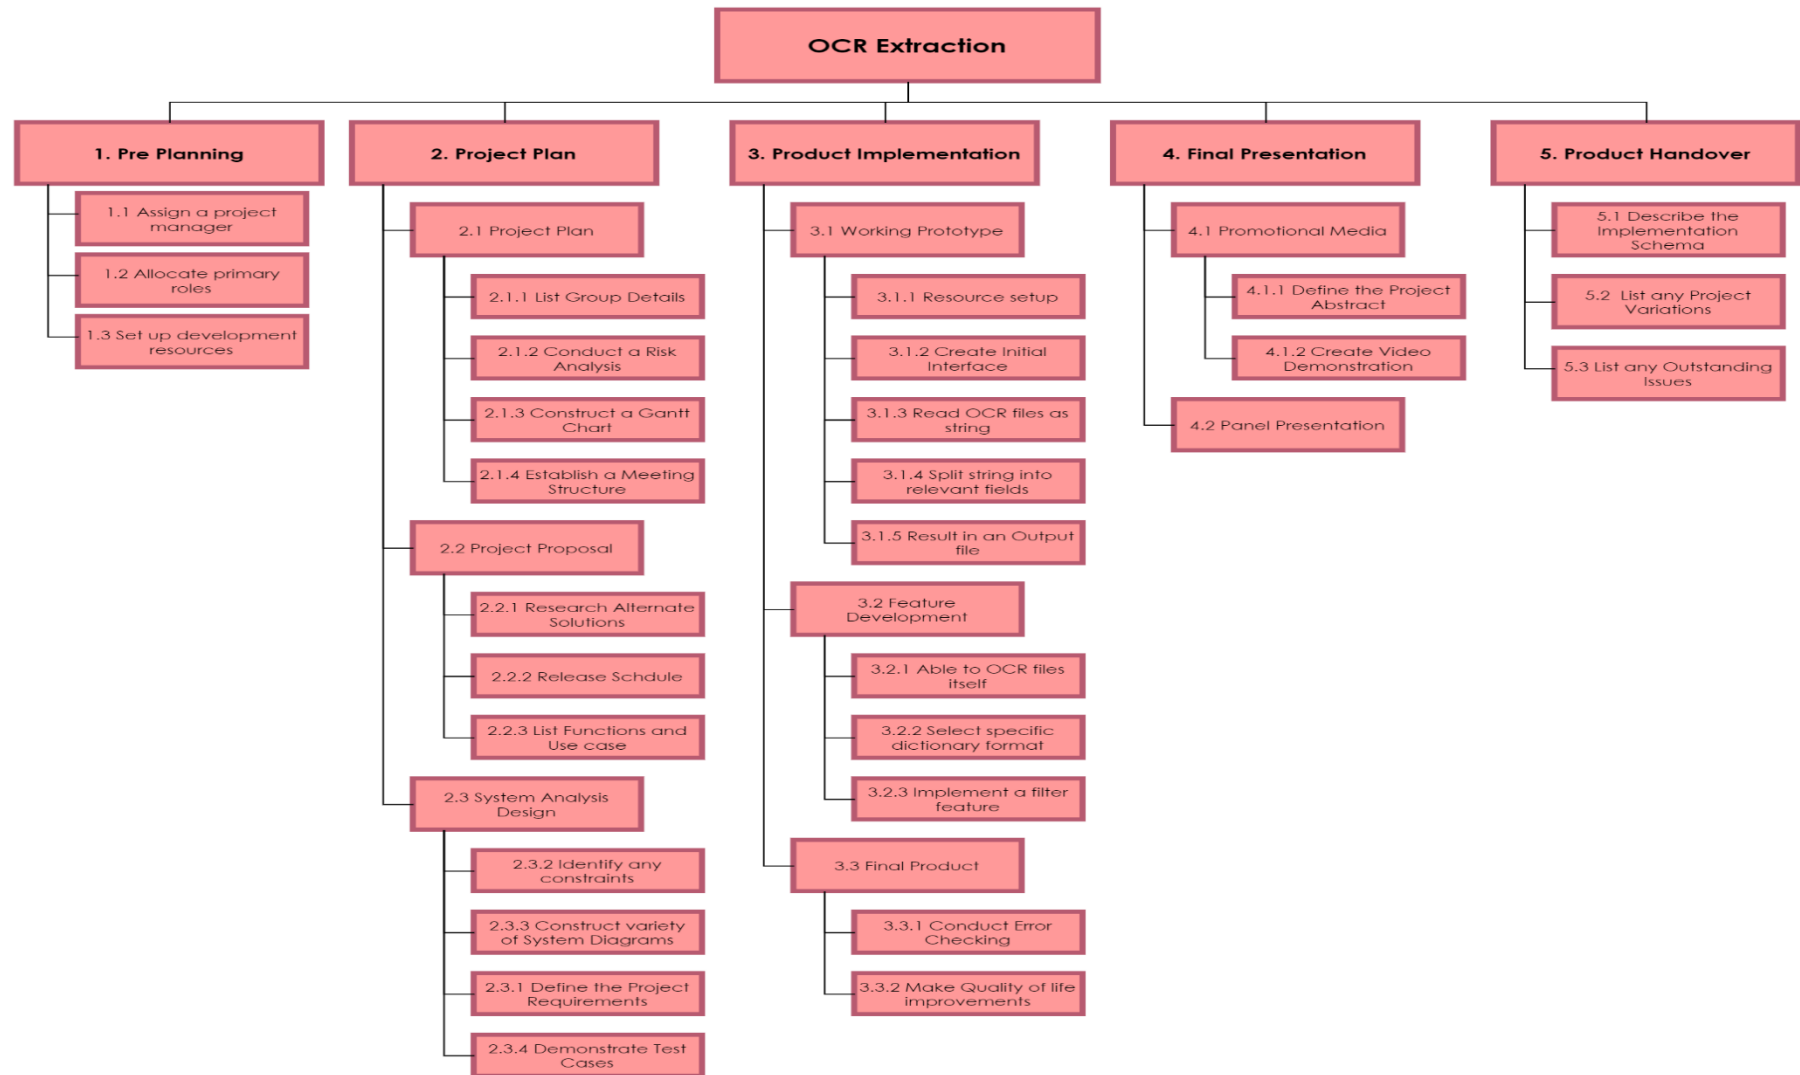 OCR Extraction
1. Pre Planning
1.1 Assign a project
manager
1.2 Allocate primary
roles
1.3 Set up development
resources
2. Project Plan
2.1 Project Plan
2.1.1 List Group Details
2.1.2 Conduct a Risk
Analysis
2.1.3 Construct a Gantt
Chart
2.1.4 Establish a Meeting
Structure
2.2 Project Proposal
2.2.1 Research Alternate
Solutions
2.2.2 Release Schdule
2.2.3 List Functions and
Use case
2.3 System Analysis
Design
2.3.2 Identify any
constraints
2.3.3 Construct variety
of System Diagrams
2.3.1 Define the Project
Requirements
2.3.4 Demonstrate Test
Cases
3. Product Implementation
3.1 Working Prototype
3.1.1 Resource setup
3.1.2 Create Initial
Interface
3.1.3 Read OCR files as
string
3.1.4 Split string into
relevant fields
3.1.5 Result in an Output
file
3.2 Feature
Development
3.2.1 Able to OCR files
itself
3.2.2 Select specific
dictionary format
3.2.3 Implement a filter
feature
3.3 Final Product
3.3.1 Conduct Error
Checking
3.3.2 Make Quality of life
improvements
4. Final Presentation
4.1 Promotional Media
4.1.1 Define the Project
Abstract
4.1.2 Create Video
Demonstration
4.2 Panel Presentation
5. Product Handover
5.1 Describe the
Implementation
Schema
5.2 List any Project
Variations
5.3 List any Outstanding
Issues